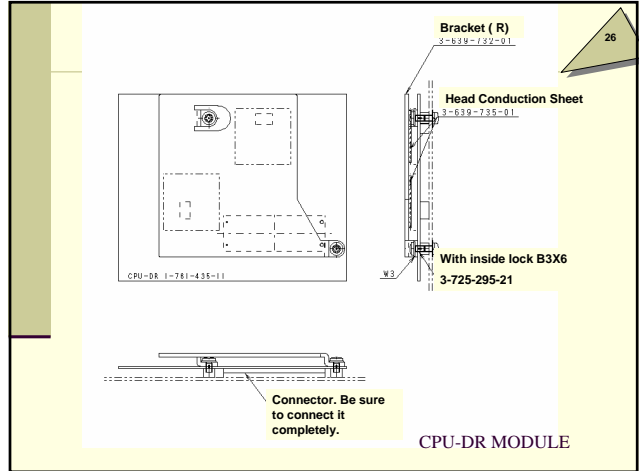 26
Bracket ( R)
3-639-732-01
Head Conduction Sheet
3-639-735-01
With inside lock B3X6
3-725-295-21
W3
CPU-DR 1-761-435-11
Connector. Be sure
to connect it
completely.
CPU-DR MODULE